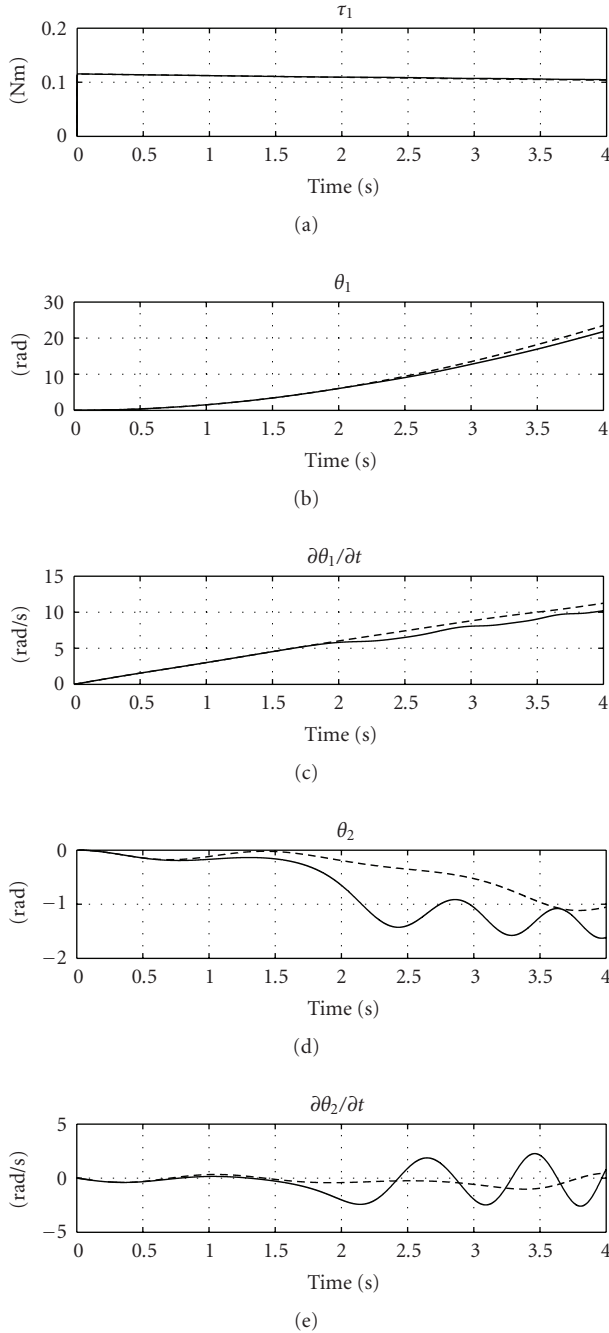 τ1
0.2
0.1
0
(Nm)
0 0.5 1 1.5 2 2.5 3 3.5 4
Time (s)
(a)
θ1
30
20
10
0
(rad)
0 0.5 1 1.5 2 2.5 3 3.5 4
Time (s)
(b)
∂θ1/∂t
15
10
5
0
(rad/s)
0 0.5 1 1.5 2 2.5 3 3.5 4
Time (s)
(c)
θ2
0
−1
−2
(rad)
0 0.5 1 1.5 2 2.5 3 3.5 4
Time (s)
(d)
∂θ2/∂t
5
0
−5
(rad/s)
0 0.5 1 1.5 2 2.5 3 3.5 4
Time (s)
(e)